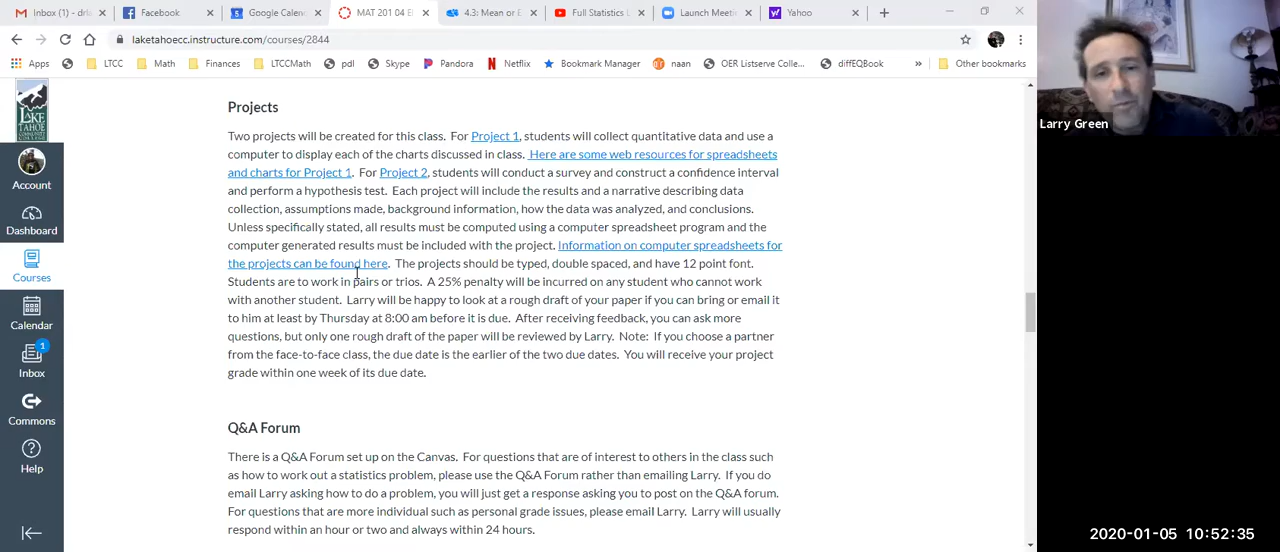 Inbox (1) - drla
Facebook
Google Calen
MAT 201 04 El
4.3: Mean or E
Full Statistics L
Launch Meeti
Yahoo
laketahoecc.instructure.com/courses/2844
Apps
LTCC
Math
Finances
LTCCMath
pdl
Skype
Pandora
Netflix
Bookmark Manager
naan
OER Listserve Colle...
diffEQBook
Other bookmarks
LAKE
TAHOE
Account
Dashboard
Courses
Calendar
1
Inbox
Commons
Help
Projects
Two projects will be created for this class. For Project 1, students will collect quantitative data and use a
computer to display each of the charts discussed in class. Here are some web resources for spreadsheets
and charts for Project 1. For Project 2, students will conduct a survey and construct a confidence interval
and perform a hypothesis test. Each project will include the results and a narrative describing data
collection, assumptions made, background information, how the data was analyzed, and conclusions.
Unless specifically stated, all results must be computed using a computer spreadsheet program and the
computer generated results must be included with the project. Information on computer spreadsheets for
the projects can be found here. The projects should be typed, double spaced, and have 12 point font.
Students are to work in pairs or trios. A 25% penalty will be incurred on any student who cannot work
with another student. Larry will be happy to look at a rough draft of your paper if you can bring or email it
to him at least by Thursday at 8:00 am before it is due. After receiving feedback, you can ask more
questions, but only one rough draft of the paper will be reviewed by Larry. Note: If you choose a partner
from the face-to-face class, the due date is the earlier of the two due dates. You will receive your project
grade within one week of its due date.
Q&A Forum
There is a Q&A Forum set up on the Canvas. For questions that are of interest to others in the class such
as how to work out a statistics problem, please use the Q&A Forum rather than emailing Larry. If you do
email Larry asking how to do a problem, you will just get a response asking you to post on the Q&A forum.
For questions that are more individual such as personal grade issues, please email Larry. Larry will usually
respond within an hour or two and always within 24 hours.
Larry Green
2020-01-05 10:52:35